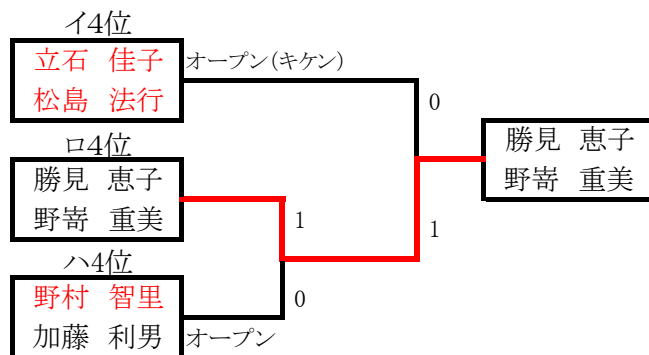 イ4位
立石 佳子 オープン(キケン)
松島 法行
0
ロ4位
勝見 恵子
野嵜 重美
勝見 恵子
野嵜 重美
1
1
ハ4位
野村 智里
0
加藤 利男 オープン